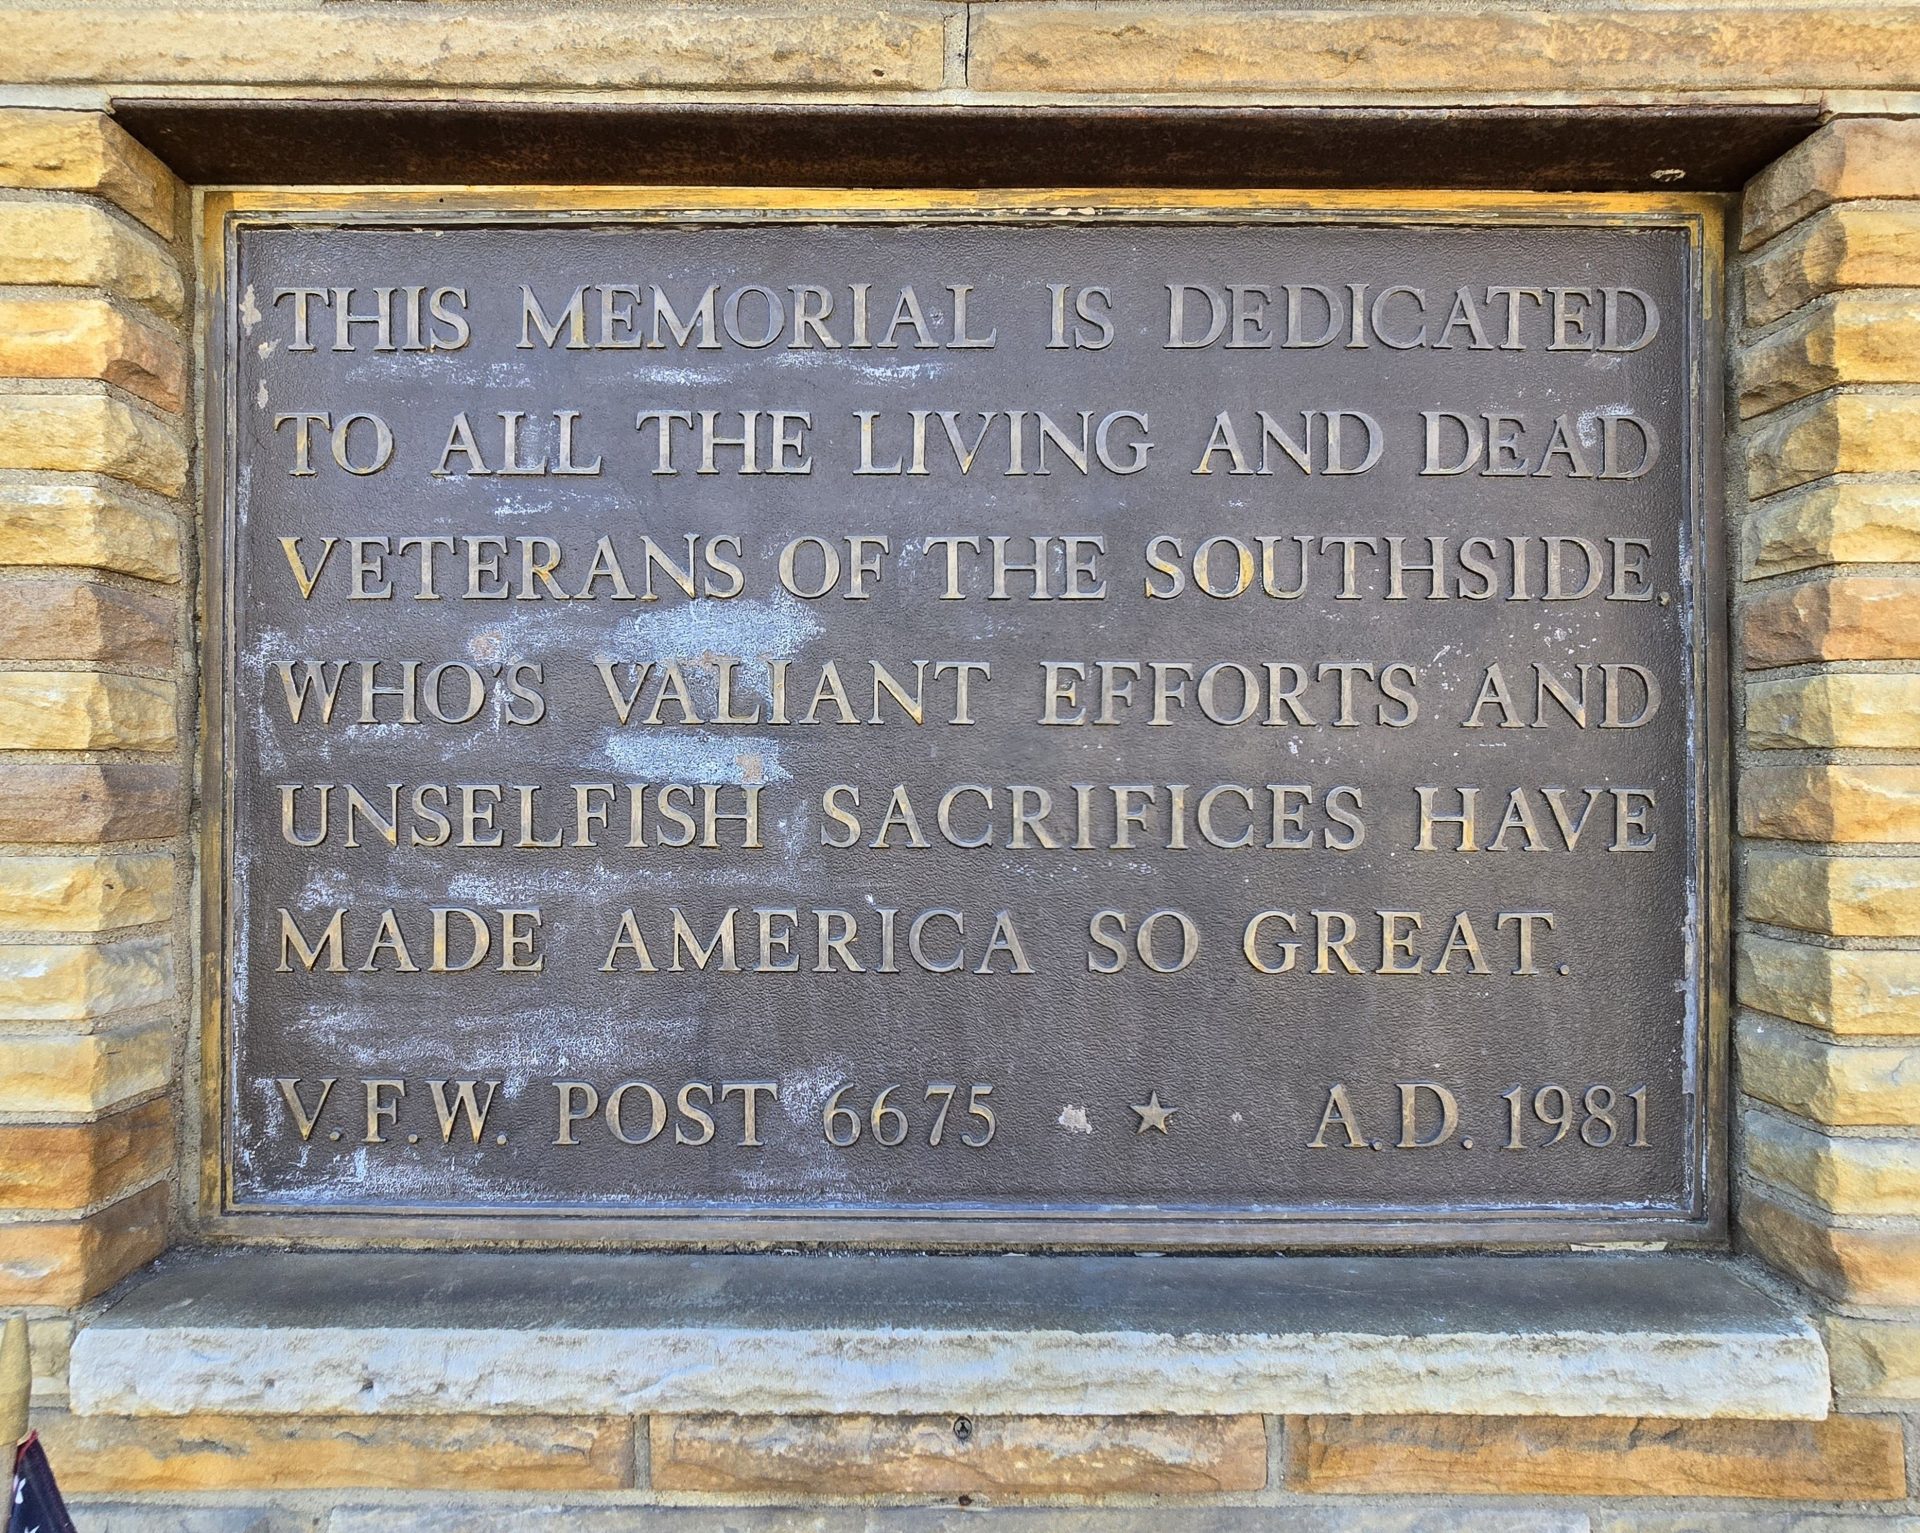 THIS MEMORIAL IS DEDICATED
TO ALL THE LIVING AND DEAD
VETERANS OF THE SOUTHSIDE,
WHO'S VALIANT EFFORTS AND
UNSELFISH SACRIFICES HAVE
MADE AMERICA SO GREAT.
V.F.W. POST 6675 ★ A.D. 1981